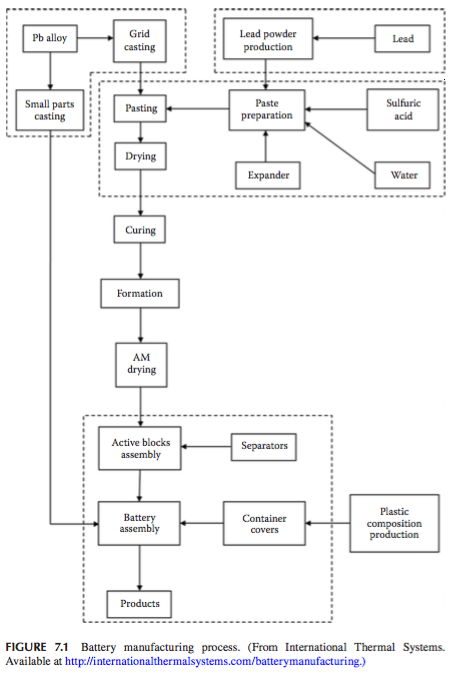 Pb alloy
Grid
casting
Lead powder
production
Lead
Small parts
casting
Pasting
Paste
preparation
Sulfuric
acid
Drying
Expander
Water
Curing
Formation
AM
drying
Active blocks
assembly
Separators
Battery
assembly
Container
covers
Plastic
composition
production
Products
FIGURE 7.1 Battery manufacturing process. (From International Thermal Systems.
Available at http://internationalthermalsystems.com/batterymanufacturing.)